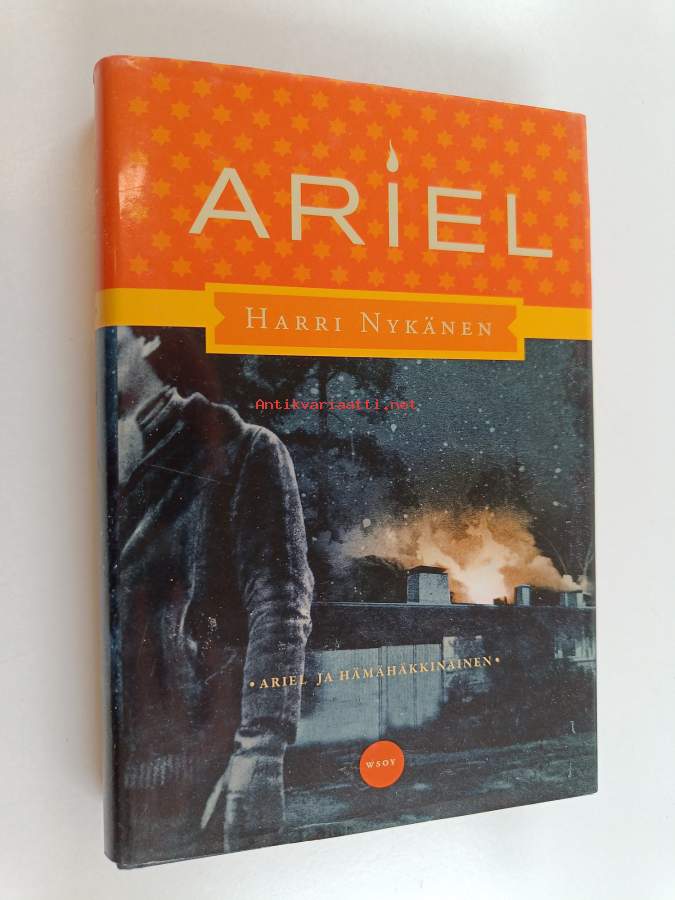 ARiEL
HARRI NYKÄNEN
Antikvariaatti.net
• ARIEL JA HÄMÄHÄKKINAINEN •
WSOY